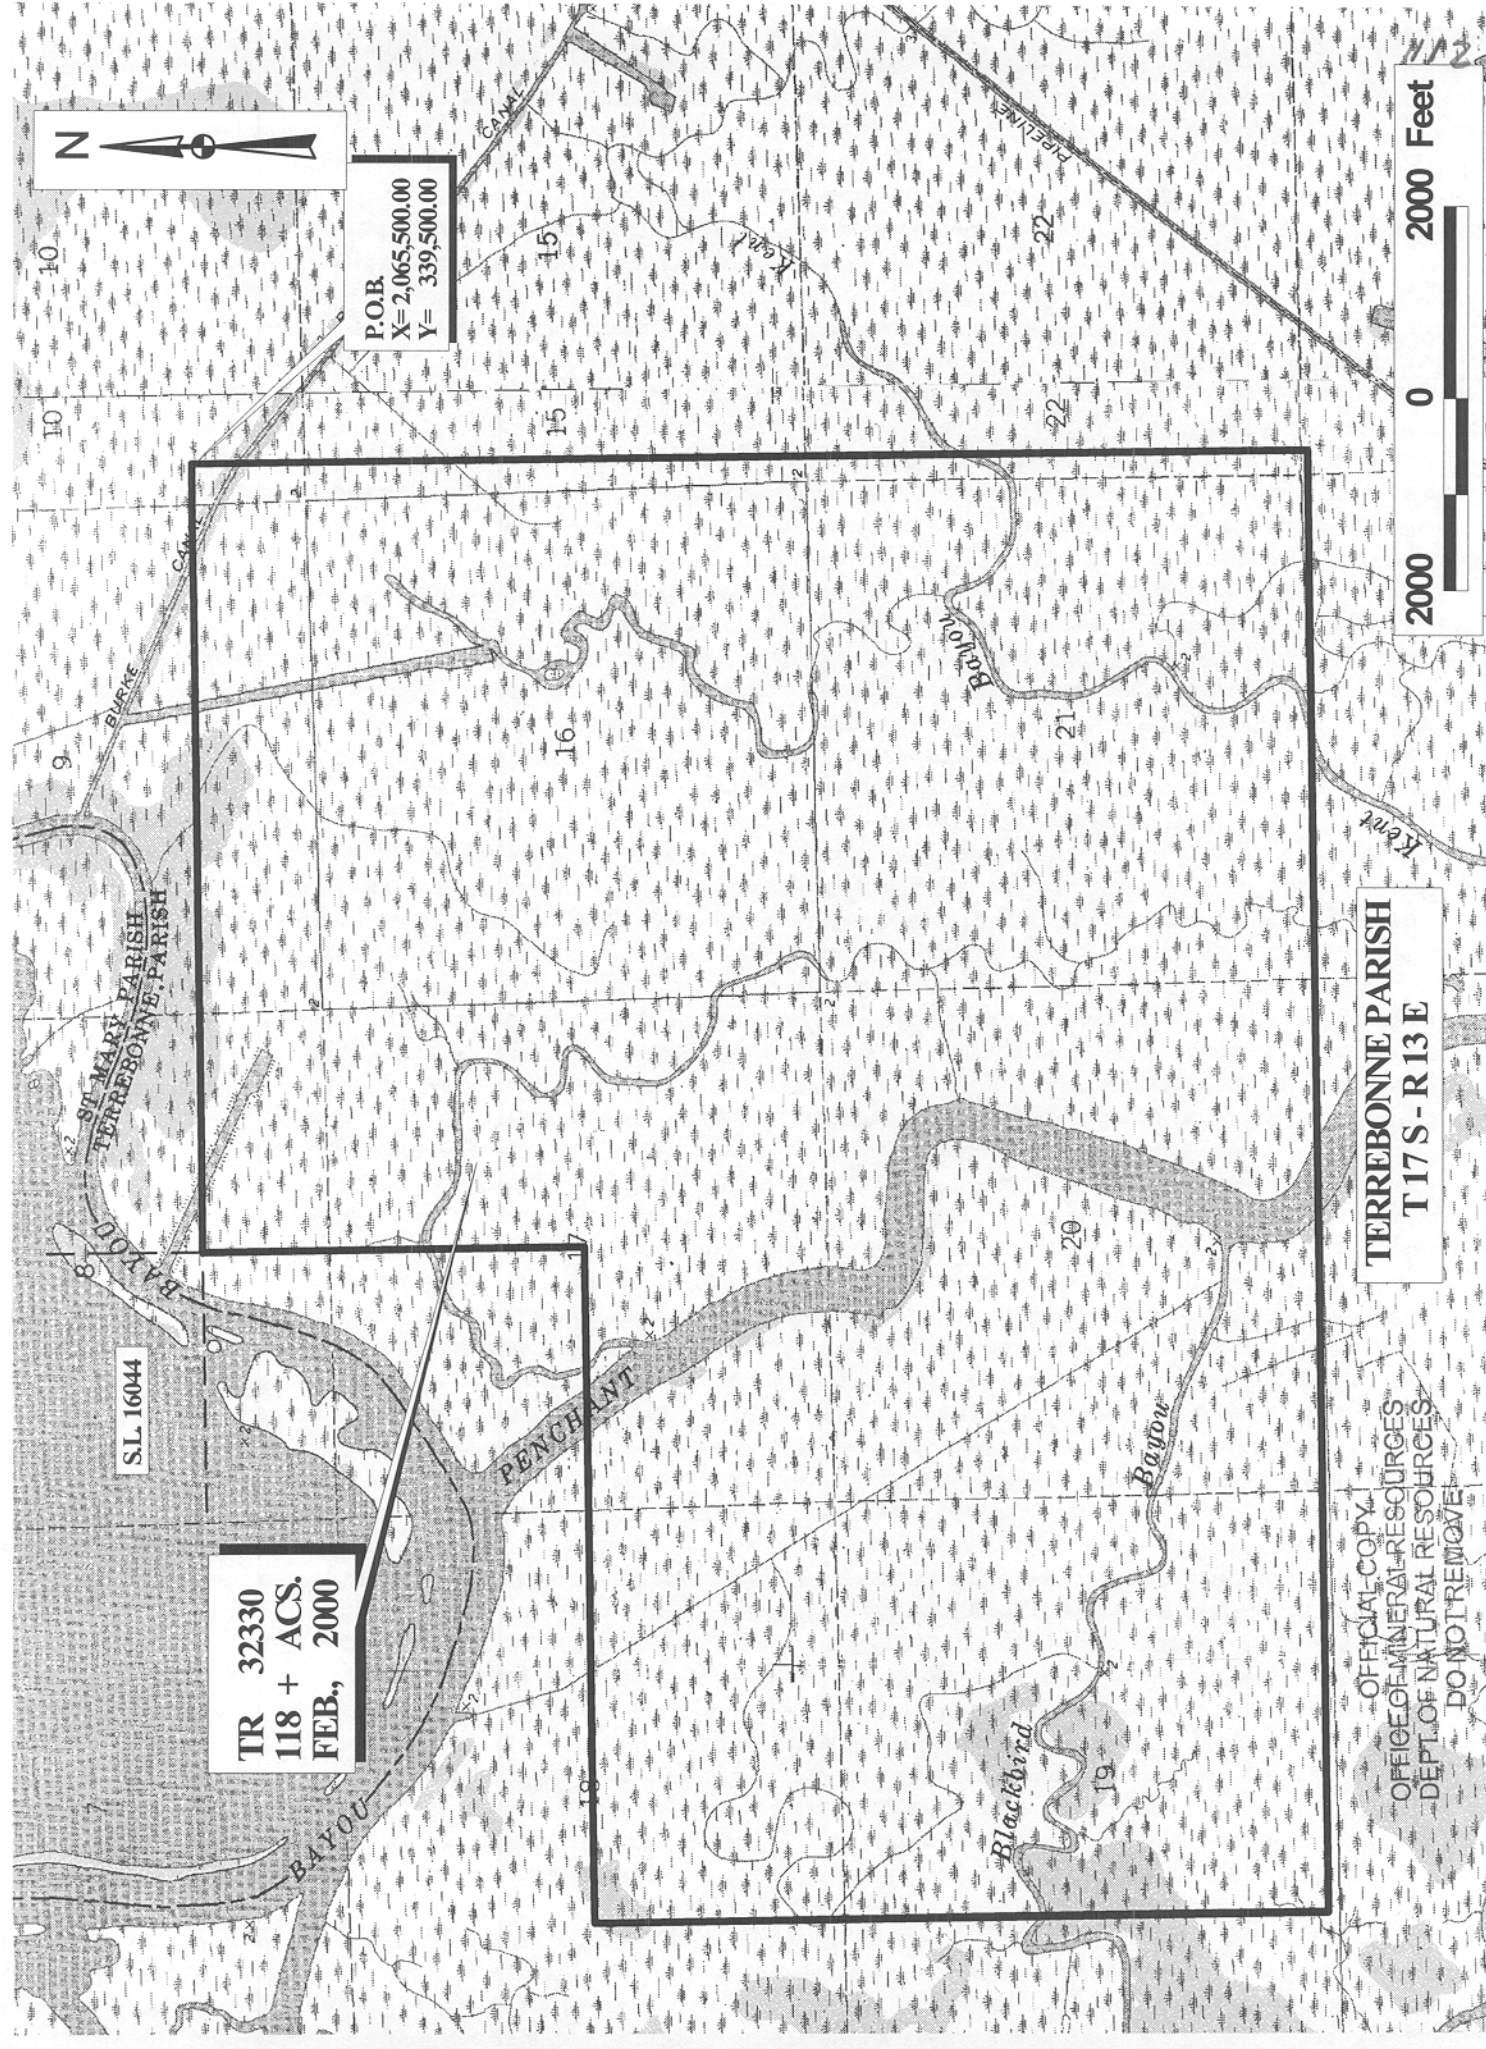 N
10
10
P.O.B.
X= 2,065,500.00
Y= 339,500.00
CANAL
15
15
Kent
22
22
PIPELINE
BURKE
CANAL
9
ST. MARY PARISH
TERREBONNE PARISH
8
BAYOU
S.L. 16044
TR 32330
118 + ACS.
FEB., 2000
BAYOU
PENCHANT
16
17
18
Bayou
21
Kent
20
Bayou
Blackbird
19
TERREBONNE PARISH
T 17 S - R 13 E
2000 0 2000 Feet
112
OFFICIAL COPY
OFFICE OF MINERAL RESOURCES
DEPT. OF NATURAL RESOURCES
DO NOT REMOVE